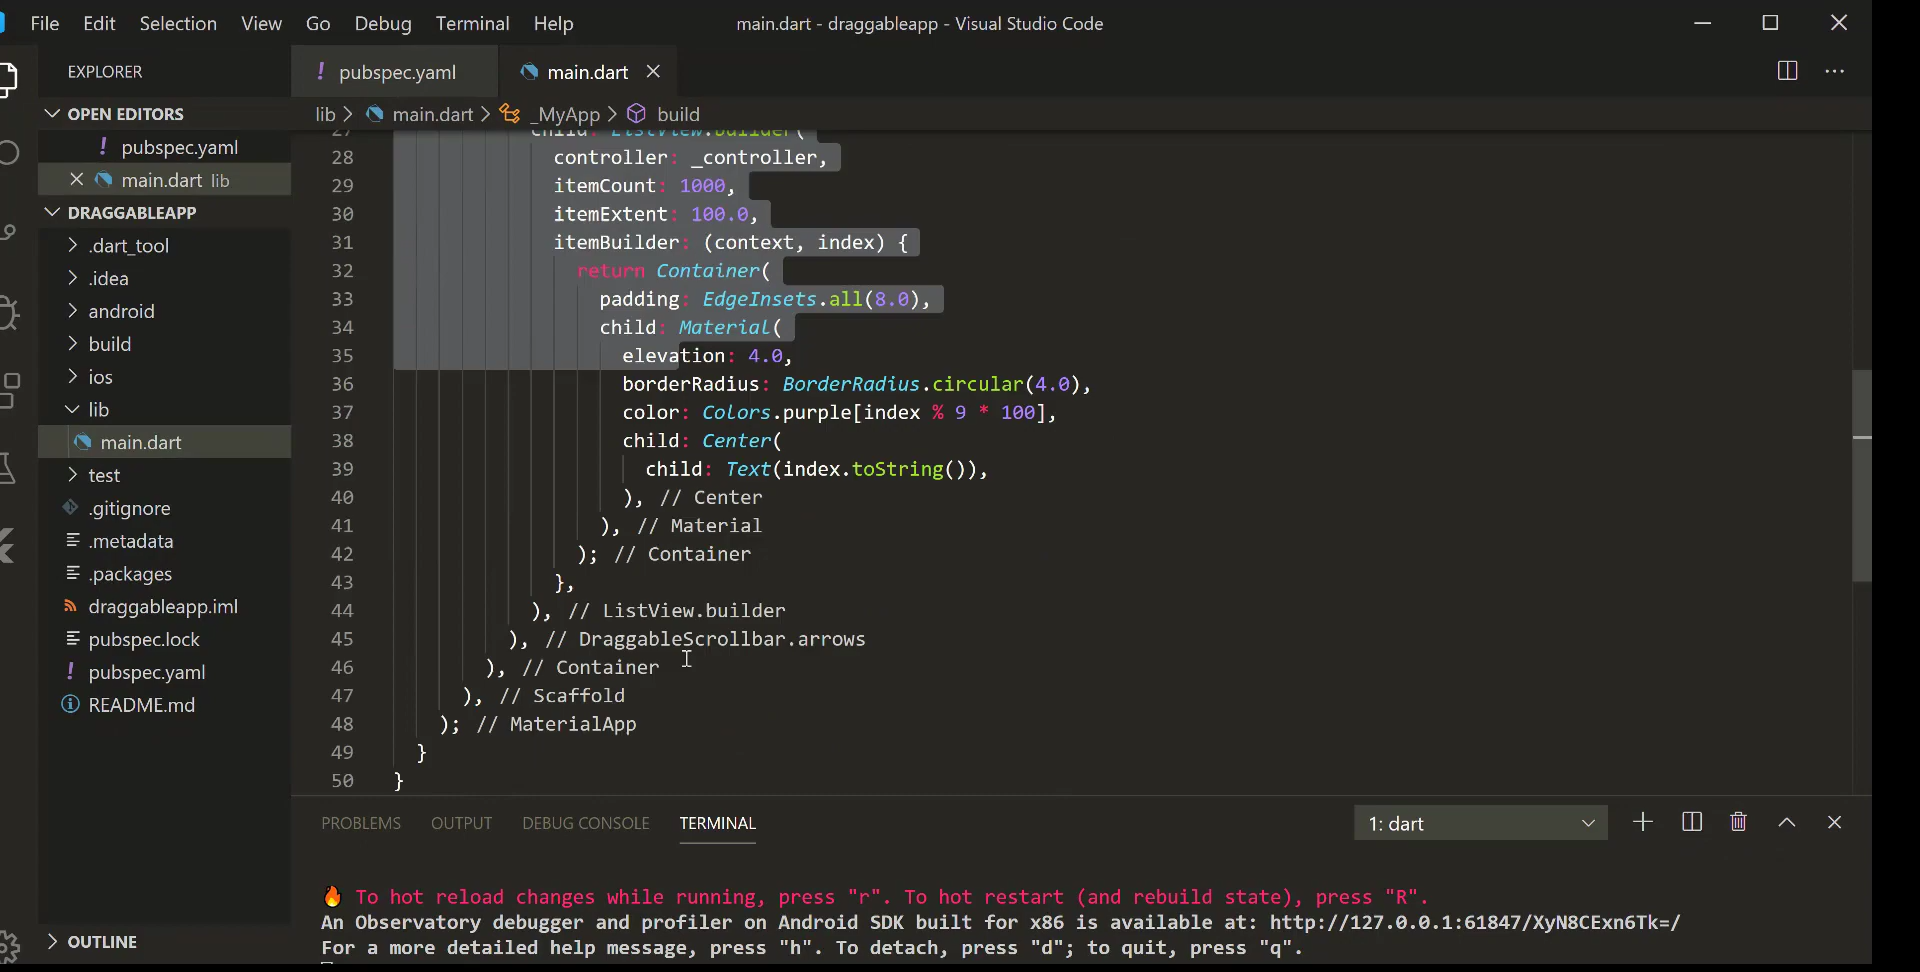 File Edit Selection View Go Debug Terminal Help
main.dart - draggableapp - Visual Studio Code
EXPLORER
OPEN EDITORS
! pubspec.yaml
main.dart lib
DRAGGABLEAPP
.dart_tool
.idea
android
build
ios
lib
main.dart
test
.gitignore
.metadata
.packages
draggableapp.iml
pubspec.lock
! pubspec.yaml
README.md
OUTLINE
! pubspec.yaml
main.dart
lib > main.dart > _MyApp > build
27 child: ListView.builder(
28 controller: _controller,
29 itemCount: 1000,
30 itemExtent: 100.0,
31 itemBuilder: (context, index) {
32 return Container(
33 padding: EdgeInsets.all(8.0),
34 child: Material(
35 elevation: 4.0,
36 borderRadius: BorderRadius.circular(4.0),
37 color: Colors.purple[index % 9 * 100],
38 child: Center(
39 child: Text(index.toString()),
40 ), // Center
41 ), // Material
42 ); // Container
43 },
44 ), // ListView.builder
45 ), // DraggableScrollbar.arrows
46 ), // Container
47 ), // Scaffold
48 ); // MaterialApp
49 }
50 }
PROBLEMS OUTPUT DEBUG CONSOLE TERMINAL
1: dart
🔥 To hot reload changes while running, press "r". To hot restart (and rebuild state), press "R".
An Observatory debugger and profiler on Android SDK built for x86 is available at: http://127.0.0.1:61847/XyN8CExn6Tk=/
For a more detailed help message, press "h". To detach, press "d"; to quit, press "q".